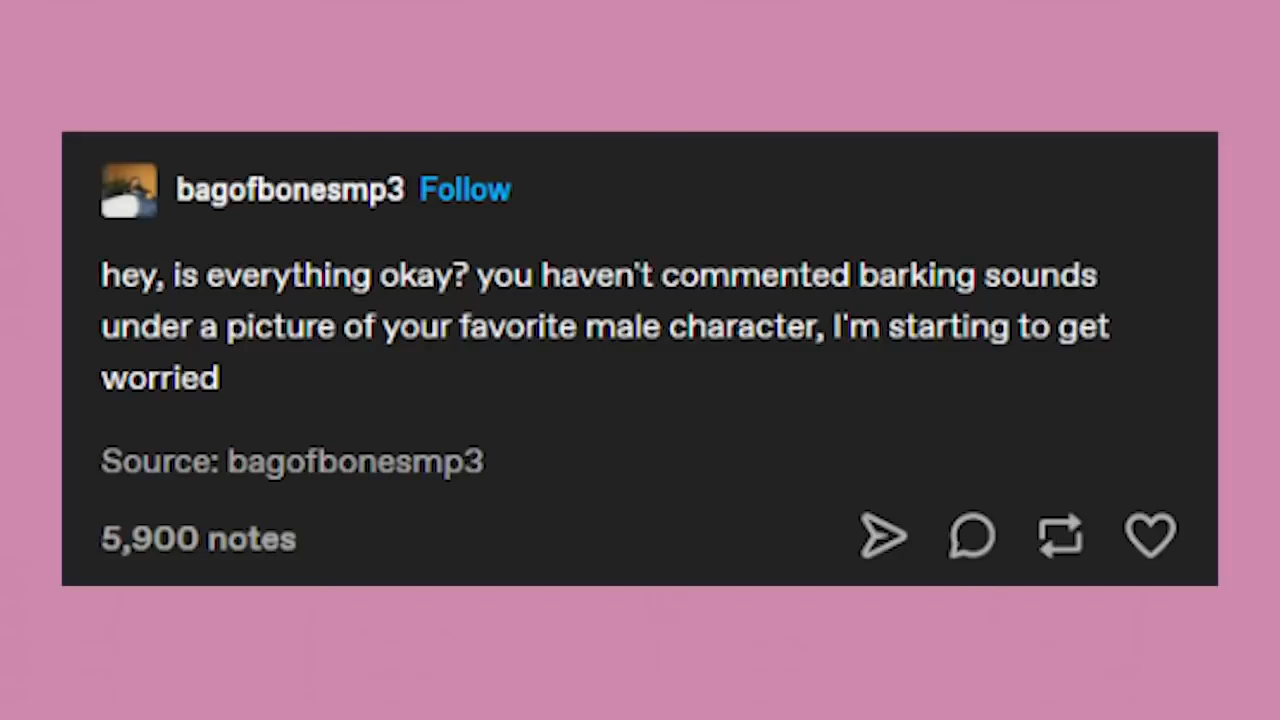 bagofbonesmp3 Follow
hey, is everything okay? you haven't commented barking sounds
under a picture of your favorite male character, I'm starting to get
worried
Source: bagofbonesmp3
5,900 notes